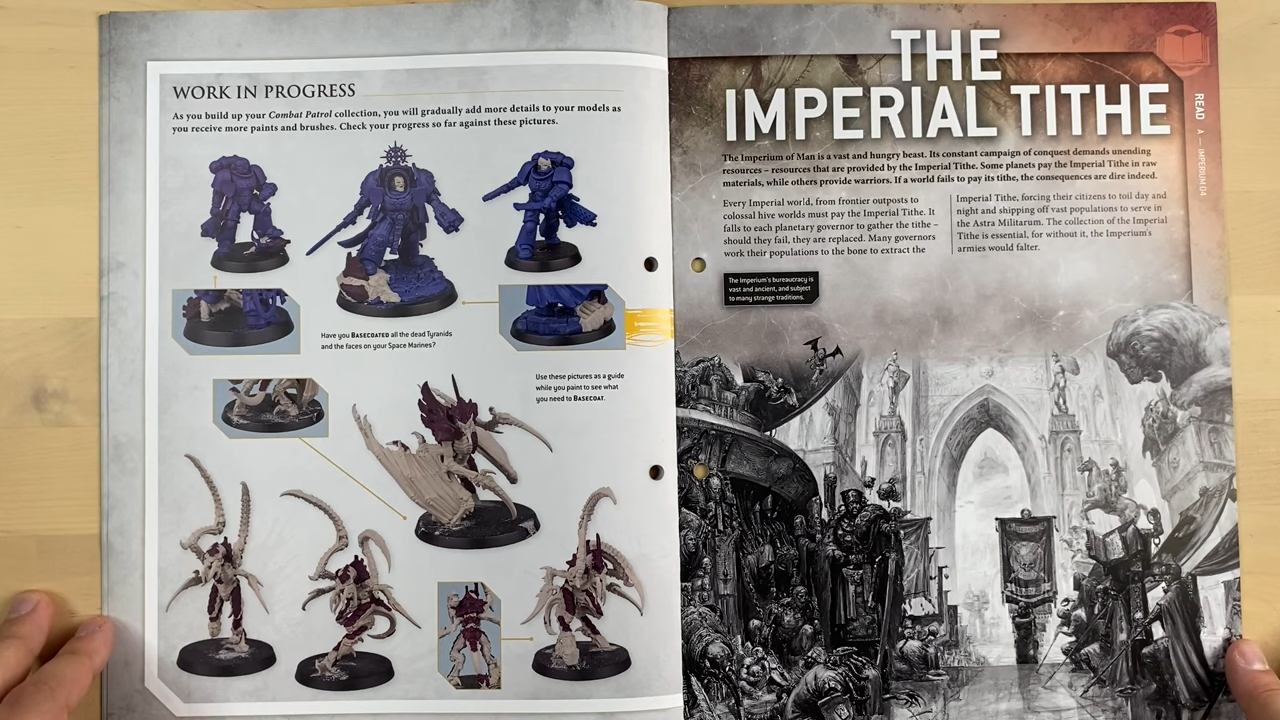 WORK IN PROGRESS
As you build up your Combat Patrol collection, you will gradually add more details to your models as
you receive more paints and brushes. Check your progress so far against these pictures.
Have you BASECOATED all the dead Tyranids
and the faces on your Space Marines?
Use these pictures as a guide
while you paint to see what
you need to BASECOAT.
THE
IMPERIAL TITHE
The Imperium of Man is a vast and hungry beast. Its constant campaign of conquest demands unending
resources – resources that are provided by the Imperial Tithe. Some planets pay the Imperial Tithe in raw
materials, while others provide warriors. If a world fails to pay its tithe, the consequences are dire indeed.
Every Imperial world, from frontier outposts to
colossal hive worlds must pay the Imperial Tithe. It
falls to each planetary governor to gather the tithe –
should they fail, they are replaced. Many governors
work their populations to the bone to extract the
Imperial Tithe, forcing their citizens to toil day and
night and shipping off vast populations to serve in
the Astra Militarum. The collection of the Imperial
Tithe is essential, for without it, the Imperium's
armies would falter.
The Imperium's bureaucracy is
vast and ancient, and subject
to many strange traditions.
READ A — IMPERIUM 04